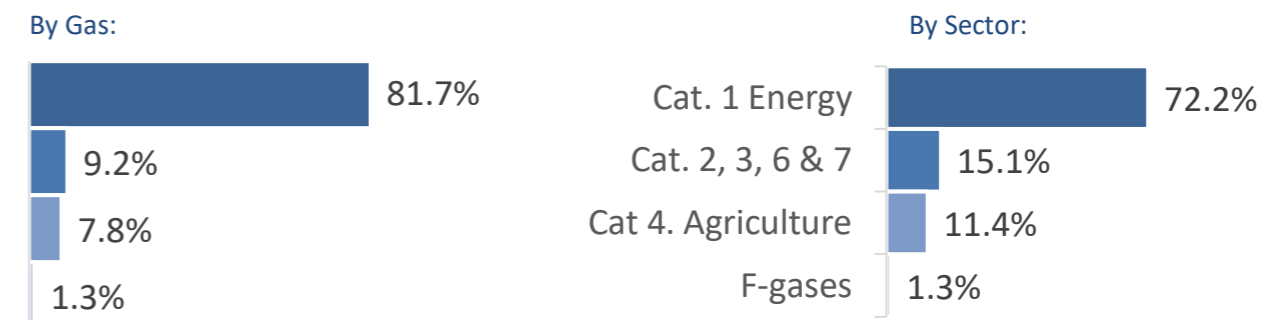 By Gas:
81.7%
9.2%
7.8%
1.3%
By Sector:
Cat. 1 Energy 72.2%
Cat. 2, 3, 6 & 7 15.1%
Cat 4. Agriculture 11.4%
F-gases 1.3%